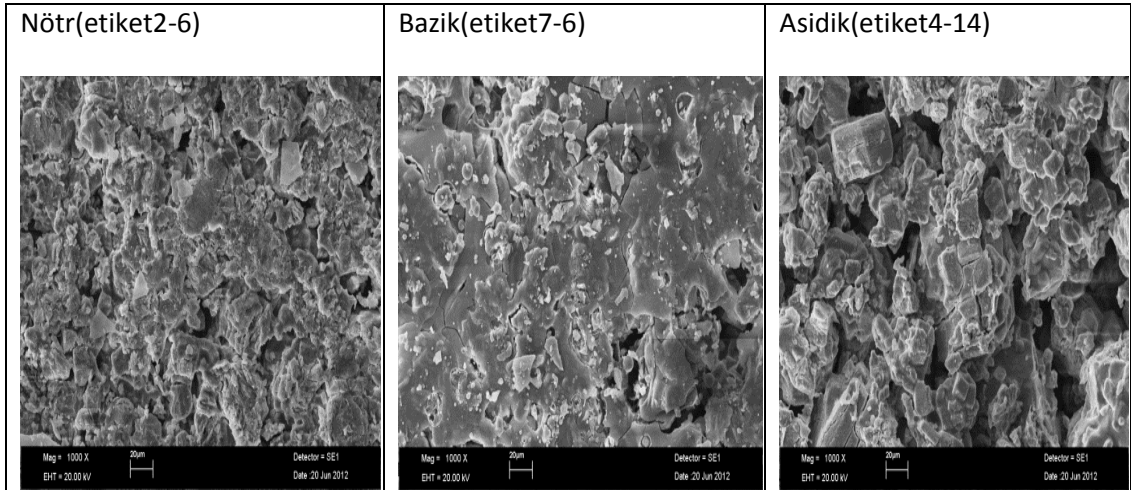 Nötr(etiket2-6)
Bazik(etiket7-6)
Asidik(etiket4-14)
Mag = 1000 X
20µm
Detector = SE1
EHT = 20.00 kV
Date :20 Jun 2012
Mag = 1000 X
20µm
Detector = SE1
EHT = 20.00 kV
Date :20 Jun 2012
Mag = 1000 X
20µm
Detector = SE1
EHT = 20.00 kV
Date :20 Jun 2012